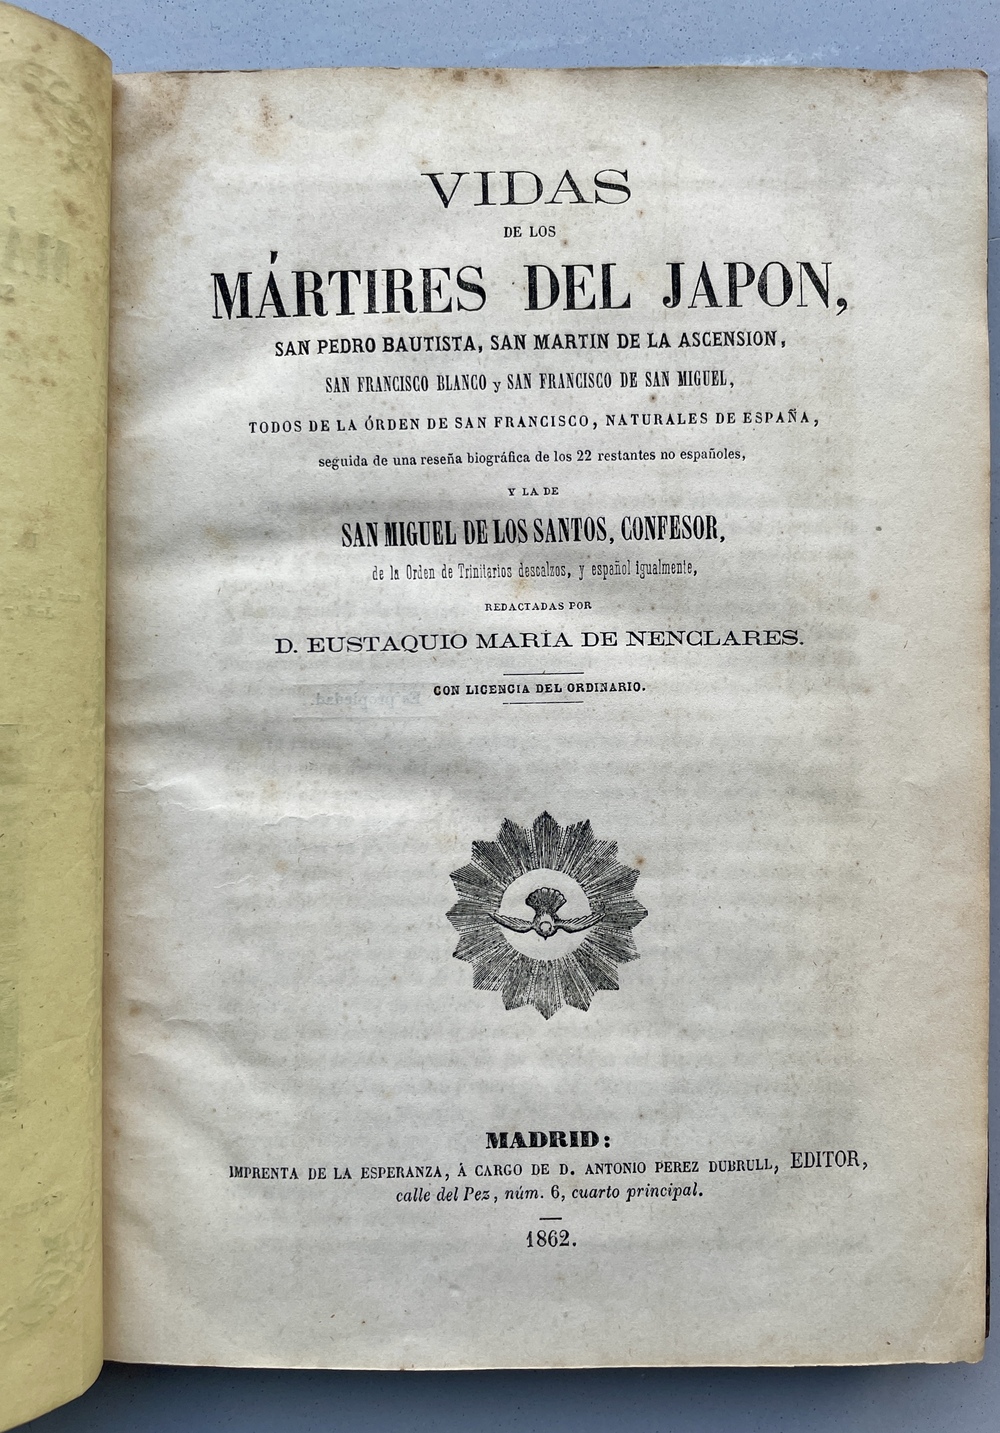 VIDAS
DE LOS
MÁRTIRES DEL JAPON,
SAN PEDRO BAUTISTA, SAN MARTIN DE LA ASCENSION,
SAN FRANCISCO BLANCO y SAN FRANCISCO DE SAN MIGUEL,
TODOS DE LA ÓRDEN DE SAN FRANCISCO, NATURALES DE ESPAÑA,
seguida de una reseña biográfica de los 22 restantes no españoles,
Y LA DE
SAN MIGUEL DE LOS SANTOS, CONFESOR,
de la Orden de Trinitarios descalzos, y español igualmente,
REDACTADAS POR
D. EUSTAQUIO MARÍA DE NENCLARES.
CON LICENCIA DEL ORDINARIO.
MADRID:
IMPRENTA DE LA ESPERANZA, Á CARGO DE D. ANTONIO PEREZ DUBRULL, EDITOR,
calle del Pez, núm. 6, cuarto principal.
1862.